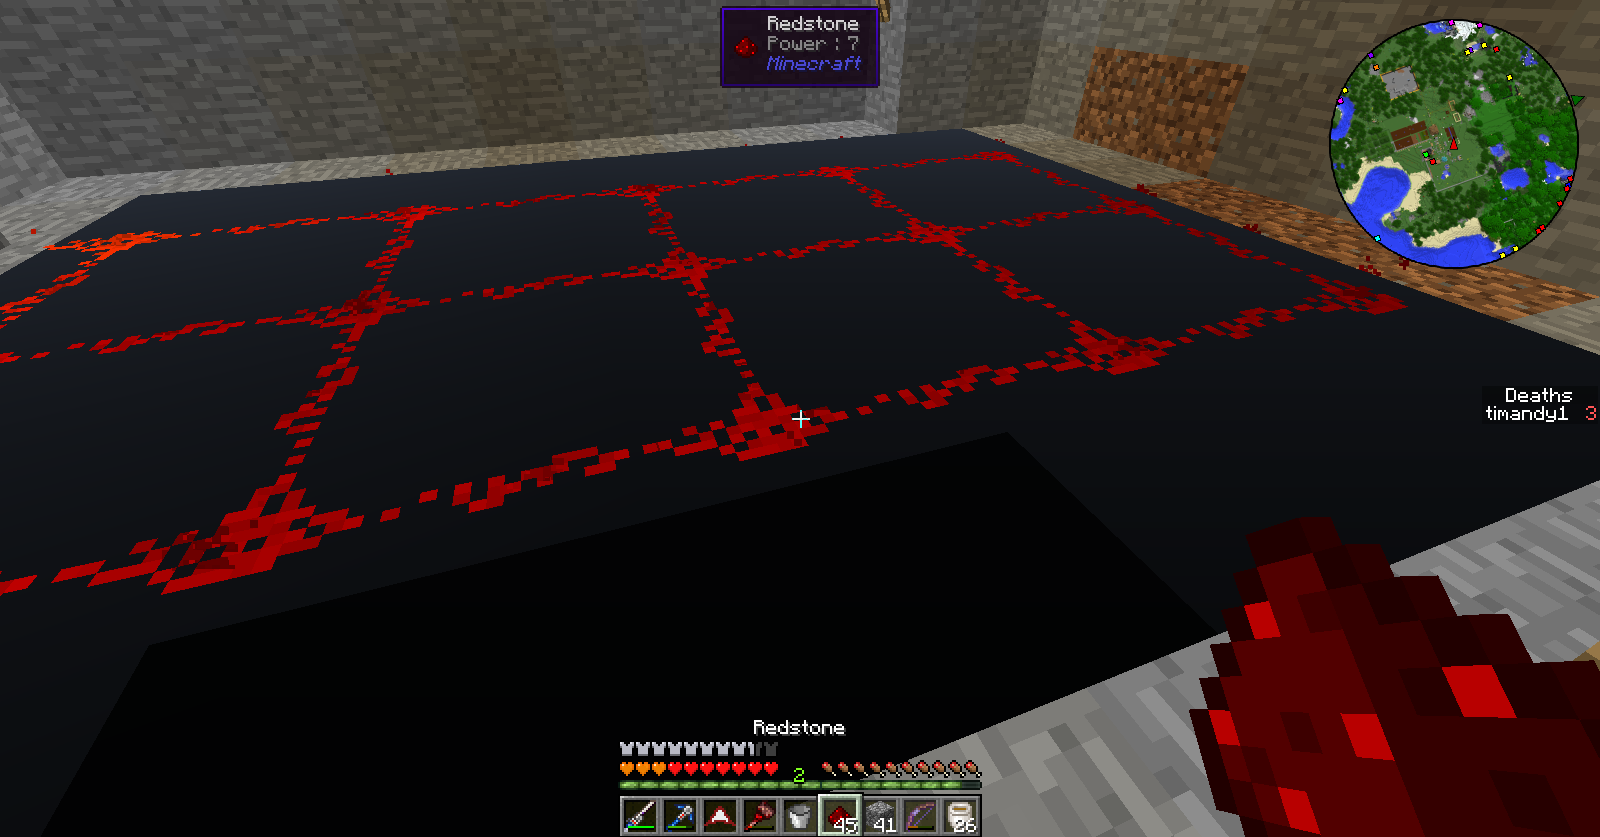 Redstone
Power : 7
Minecraft
Deaths
timandy1 3
Redstone
2
45 41 26